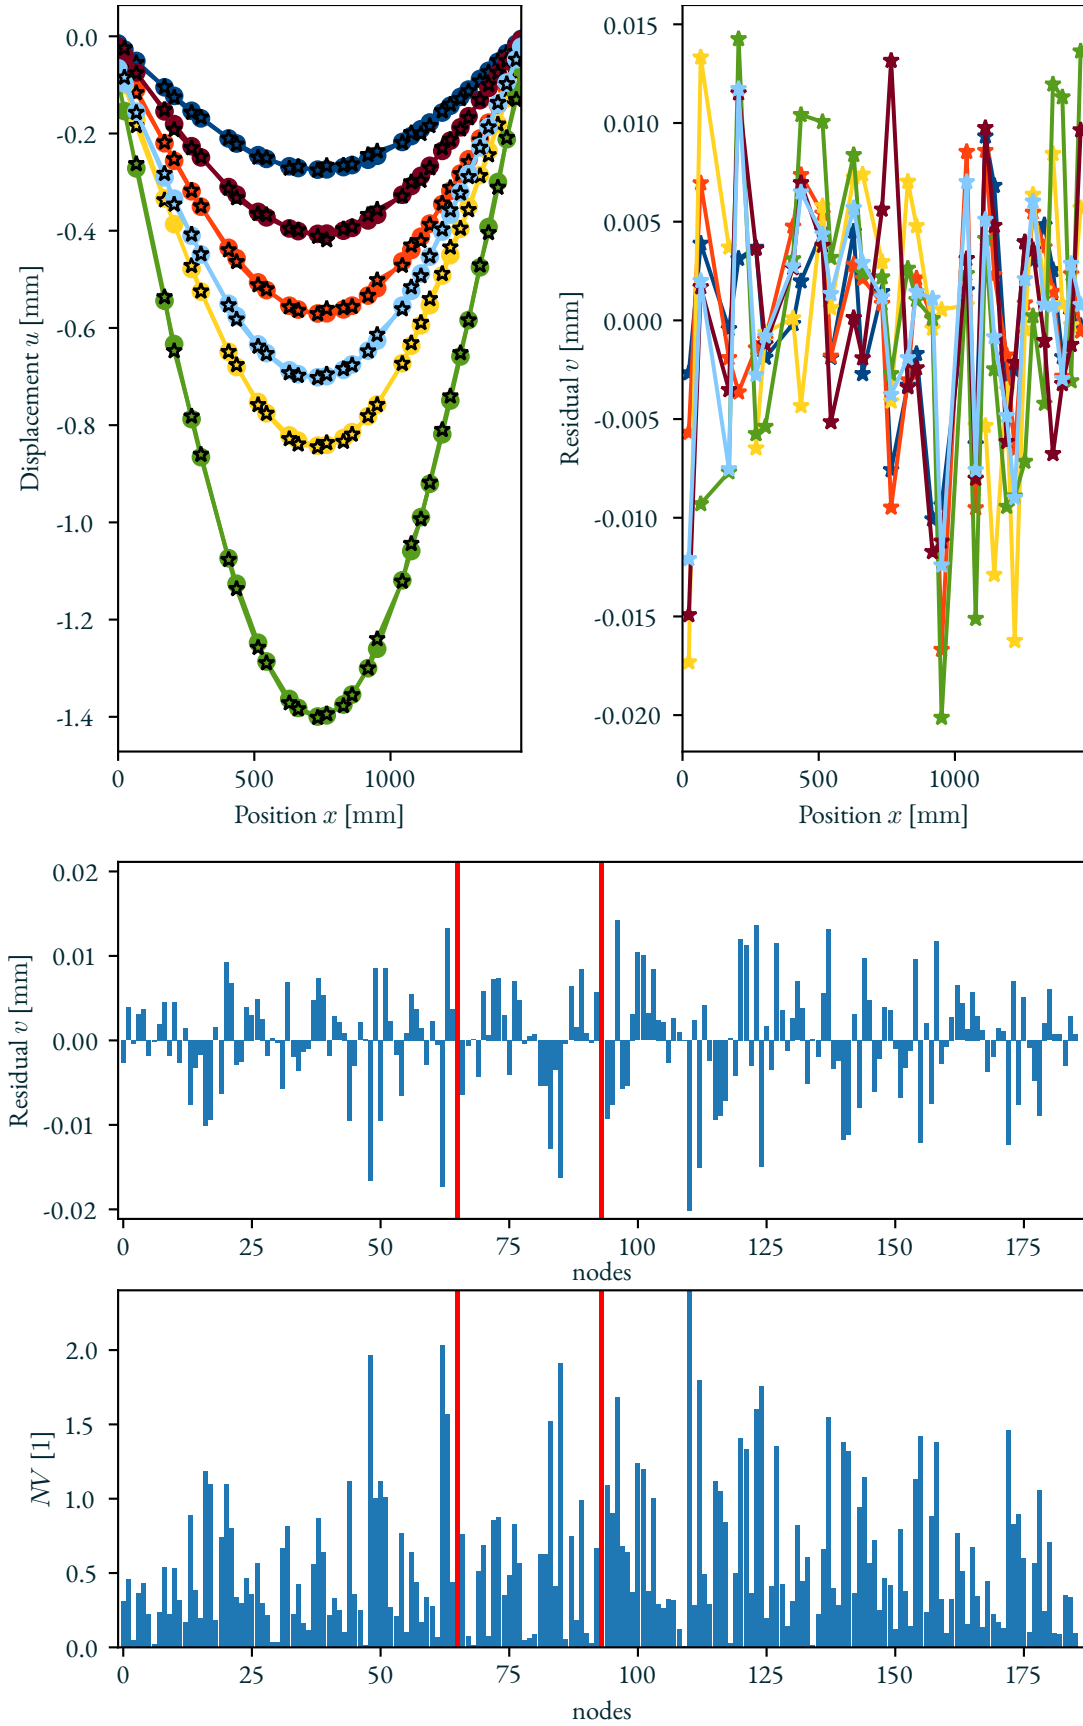 0.0
-0.2
-0.4
-0.6
-0.8
-1.0
-1.2
-1.4
Displacement u [mm]
0 500 1000
Position x [mm]
0.015
0.010
0.005
0.000
-0.005
-0.010
-0.015
-0.020
Residual v [mm]
0 500 1000
Position x [mm]
0.02
0.01
0.00
-0.01
-0.02
Residual v [mm]
0 25 50 75 100 125 150 175
nodes
2.0
1.5
1.0
0.5
0.0
NV [1]
0 25 50 75 100 125 150 175
nodes